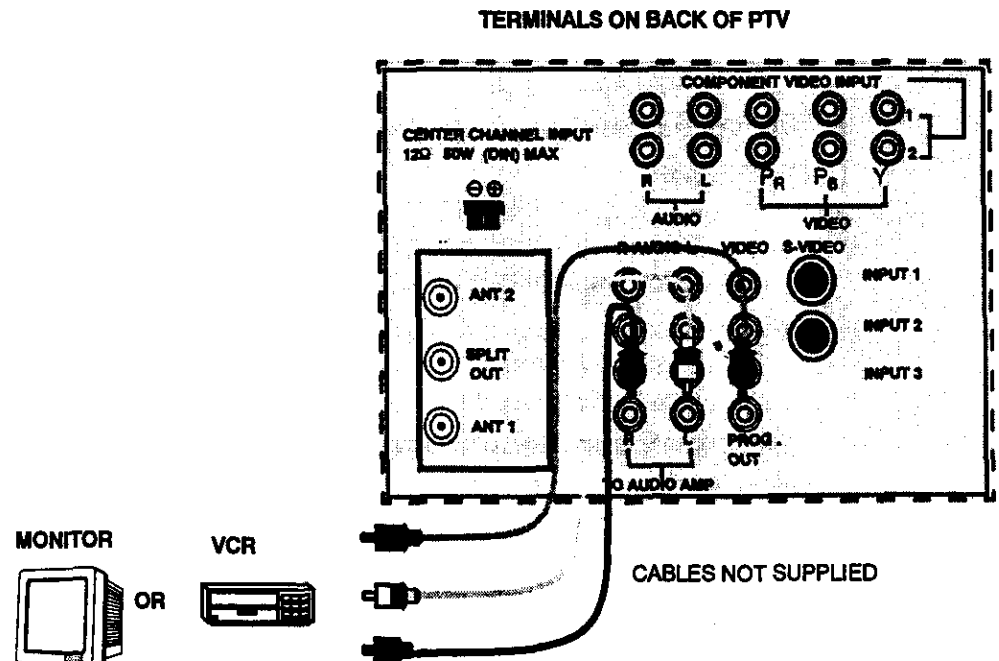 TERMINALS ON BACK OF PTV
COMPONENT VIDEO INPUT
CENTER CHANNEL INPUT
12Ω 50W (DIN) MAX
1
2
R L PR PB Y
AUDIO
VIDEO
R-AUDIO-L VIDEO S-VIDEO
INPUT 1
INPUT 2
INPUT 3
ANT 2
SPLIT
OUT
ANT 1
R L
PROG.
OUT
O AUDIO AMP
MONITOR
OR
VCR
CABLES NOT SUPPLIED